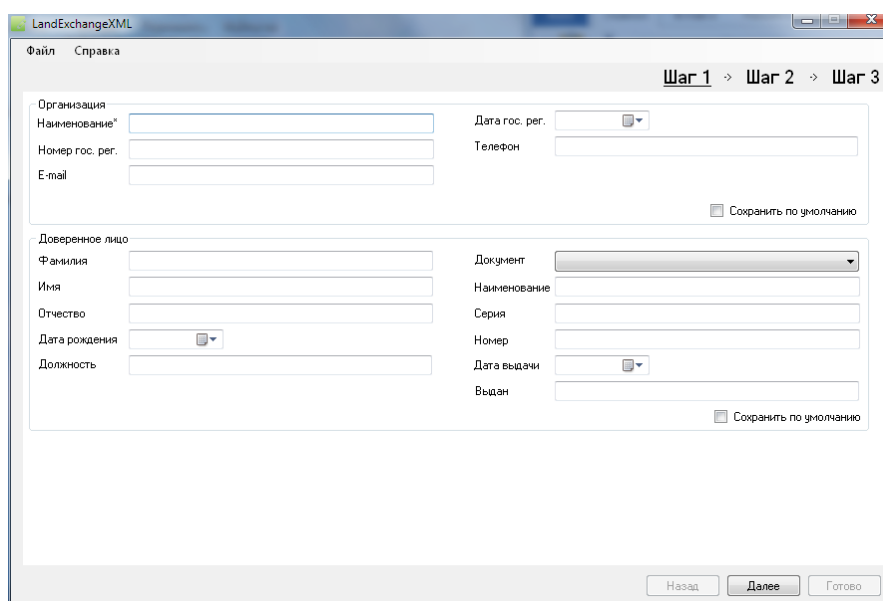 LandExchangeXML
Файл Справка
Шаг 1 -> Шаг 2 -> Шаг 3
Организация
Наименование* Дата гос. рег.
Номер гос. рег. Телефон
E-mail
Сохранить по умолчанию
Доверенное лицо
Фамилия Документ
Имя Наименование
Отчество Серия
Дата рождения Номер
Должность Дата выдачи
Выдан
Сохранить по умолчанию
Назад Далее Готово